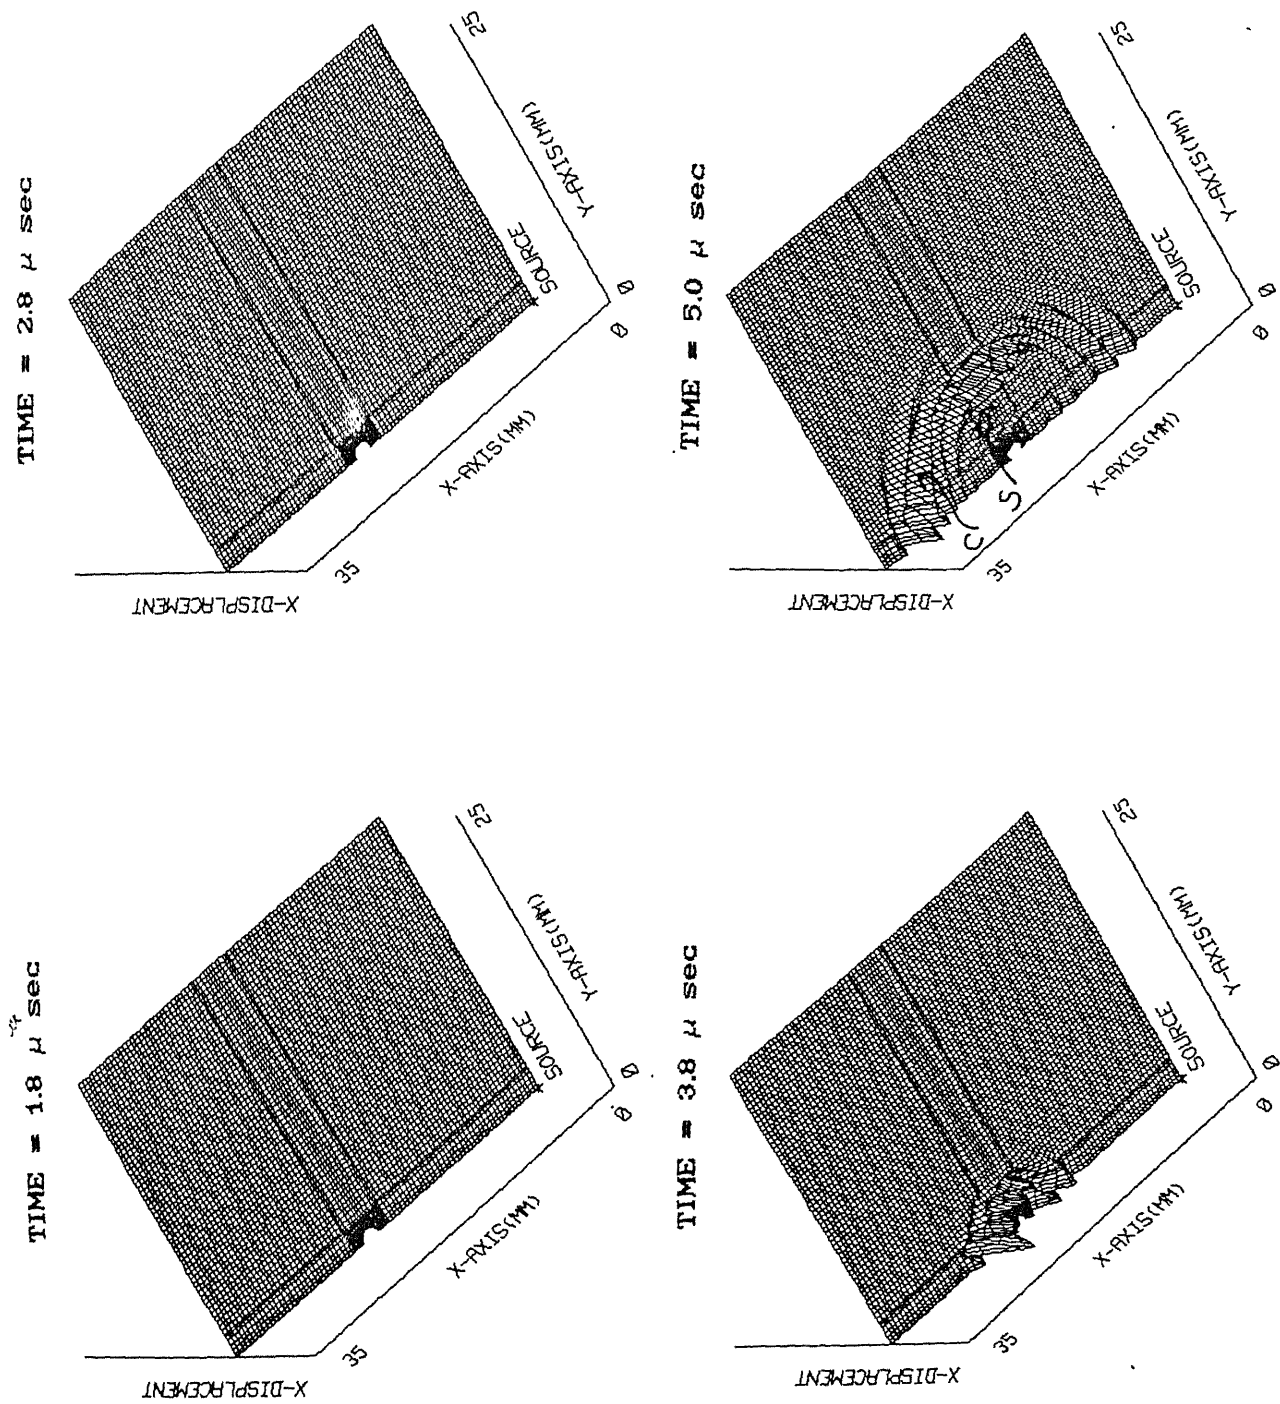 TIME = 1.8 μ sec
X-DISPLACEMENT
35
X-AXIS(MM)
0
0
Y-AXIS(MM)
25
SOURCE
TIME = 2.8 μ sec
X-DISPLACEMENT
35
X-AXIS(MM)
0
0
Y-AXIS(MM)
25
SOURCE
TIME = 3.8 μ sec
X-DISPLACEMENT
35
X-AXIS(MM)
0
0
Y-AXIS(MM)
25
SOURCE
TIME = 5.0 μ sec
X-DISPLACEMENT
35
X-AXIS(MM)
0
0
Y-AXIS(MM)
25
SOURCE
C
S